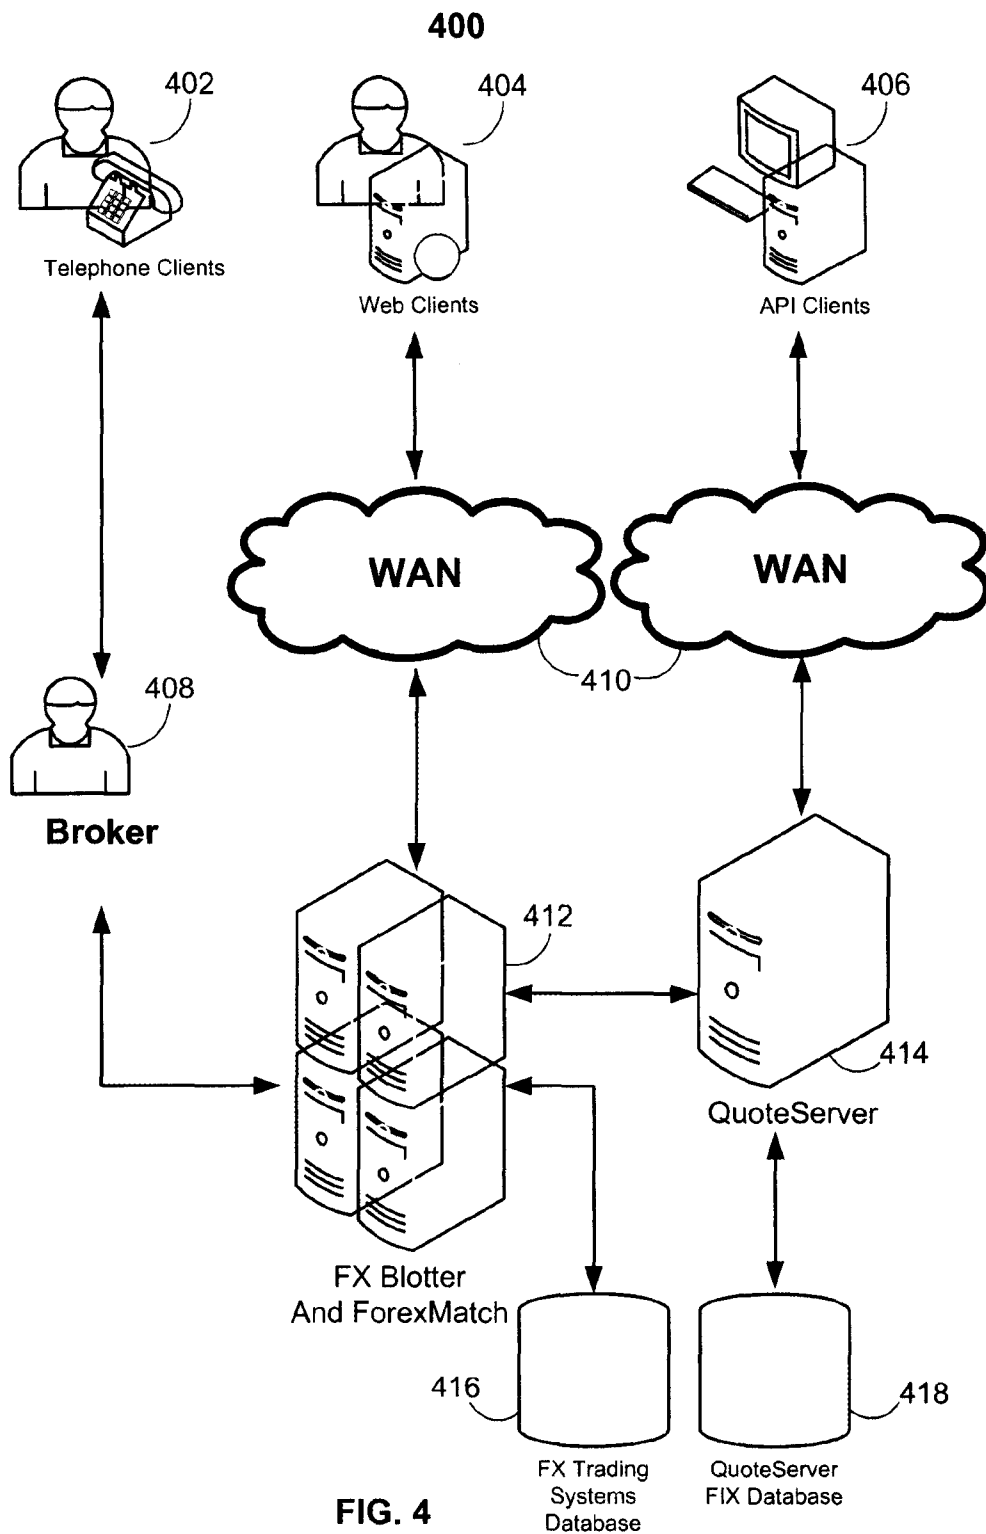 400
402
404
406
Telephone Clients
Web Clients
API Clients
WAN
WAN
410
408
Broker
412
414
QuoteServer
FX Blotter
And ForexMatch
416
418
FX Trading
Systems
Database
QuoteServer
FIX Database
FIG. 4